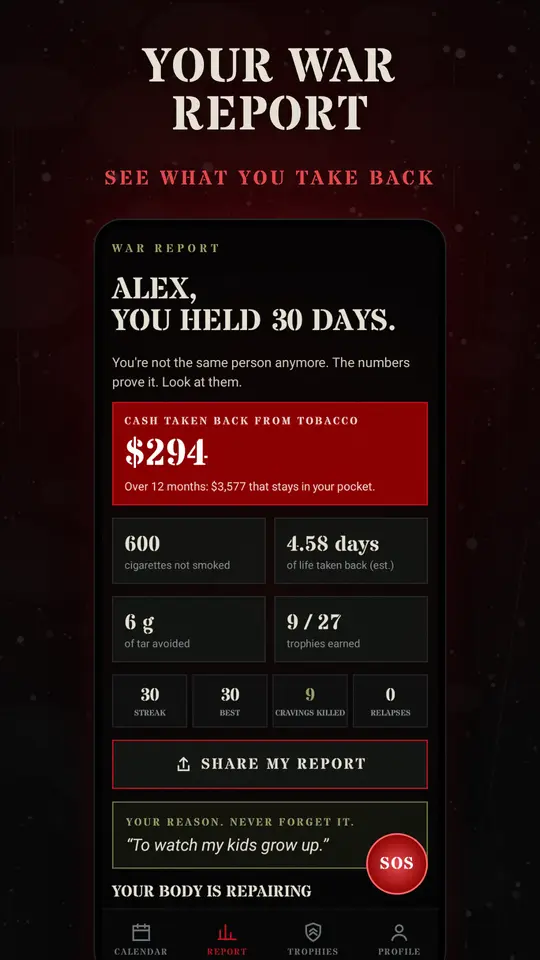 YOUR WAR
REPORT
SEE WHAT YOU TAKE BACK
WAR REPORT
ALEX,
YOU HELD 30 DAYS.
You're not the same person anymore. The numbers
prove it. Look at them.
CASH TAKEN BACK FROM TOBACCO
$294
Over 12 months: $3,577 that stays in your pocket.
600
cigarettes not smoked
4.58 days
of life taken back (est.)
6 g
of tar avoided
9 / 27
trophies earned
30
STREAK
30
BEST
9
CRAVINGS KILLED
0
RELAPSES
SHARE MY REPORT
YOUR REASON. NEVER FORGET IT.
“To watch my kids grow up.”
SOS
YOUR BODY IS REPAIRING
CALENDAR
REPORT
TROPHIES
PROFILE